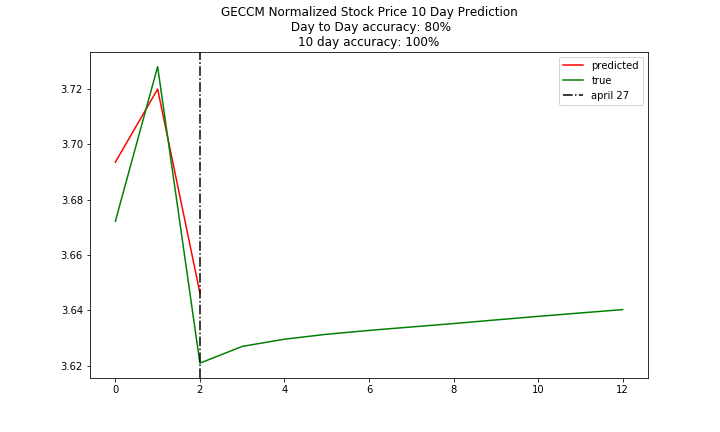 GECCM Normalized Stock Price 10 Day Prediction
Day to Day accuracy: 80%
10 day accuracy: 100%
predicted
true
april 27
3.72
3.70
3.68
3.66
3.64
3.62
0 2 4 6 8 10 12